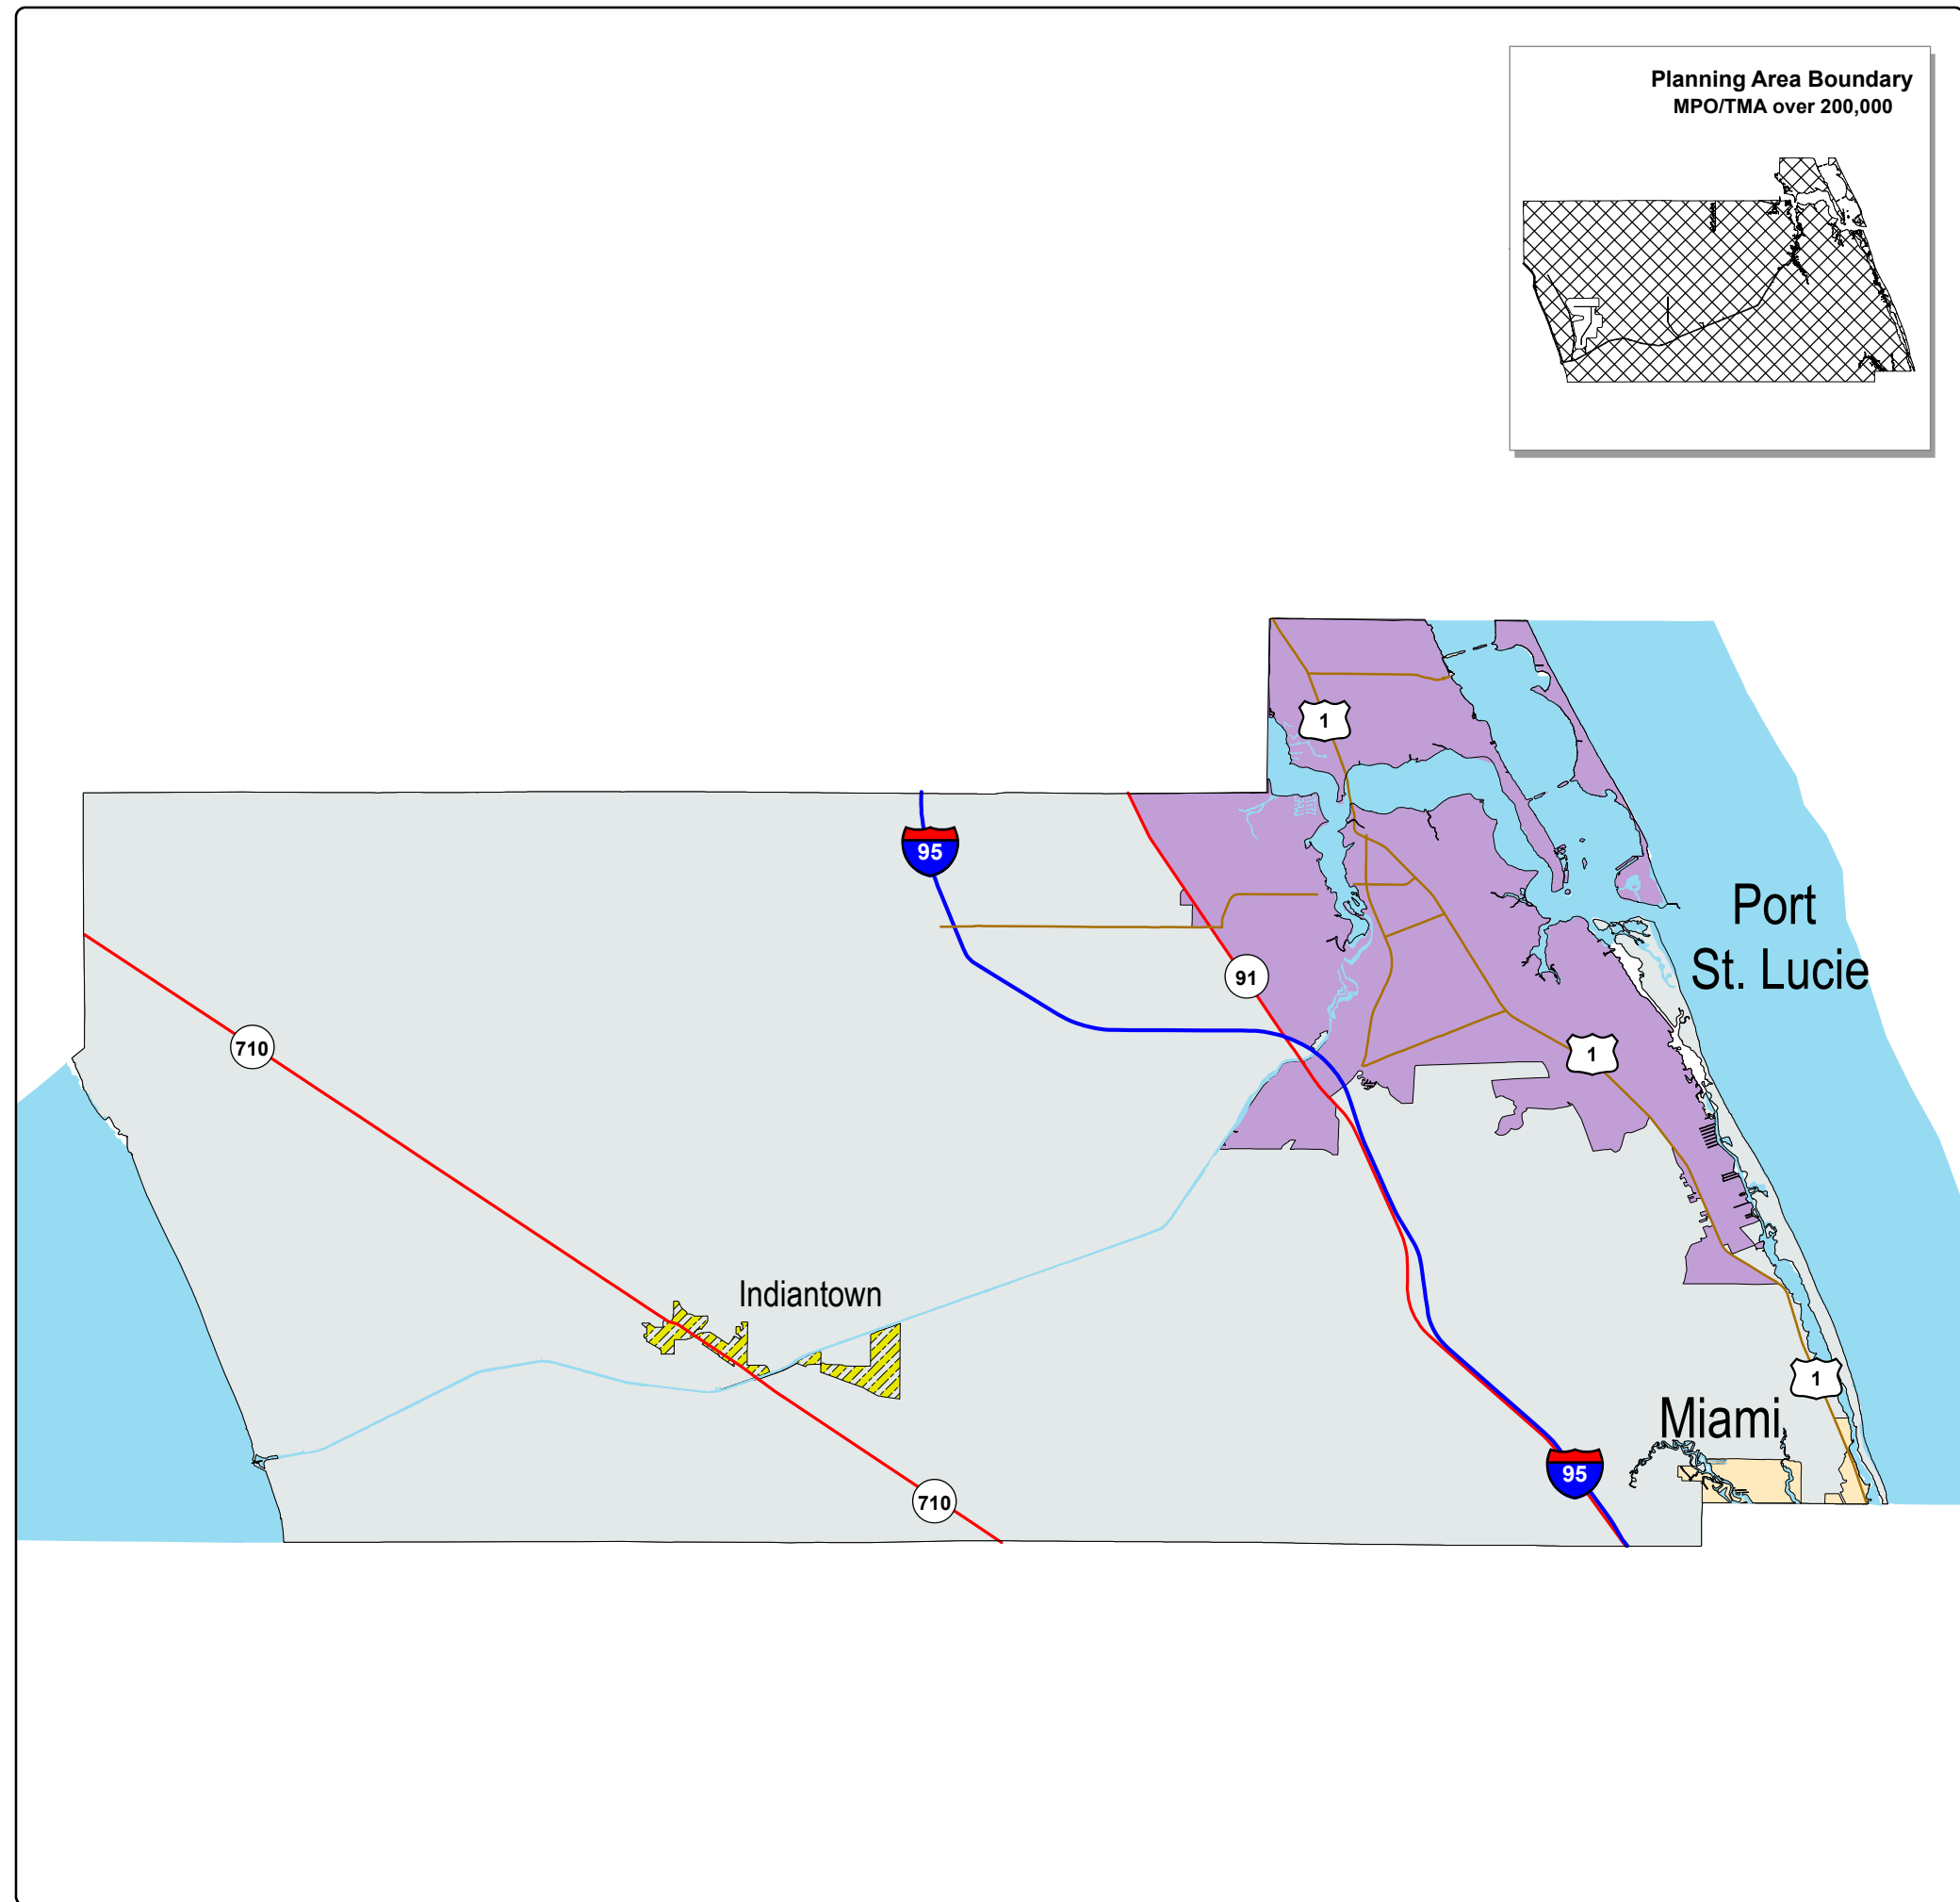 Planning Area Boundary
MPO/TMA over 200,000
1
95
Port
St. Lucie
91
710
1
Indiantown
1
Miami
95
710